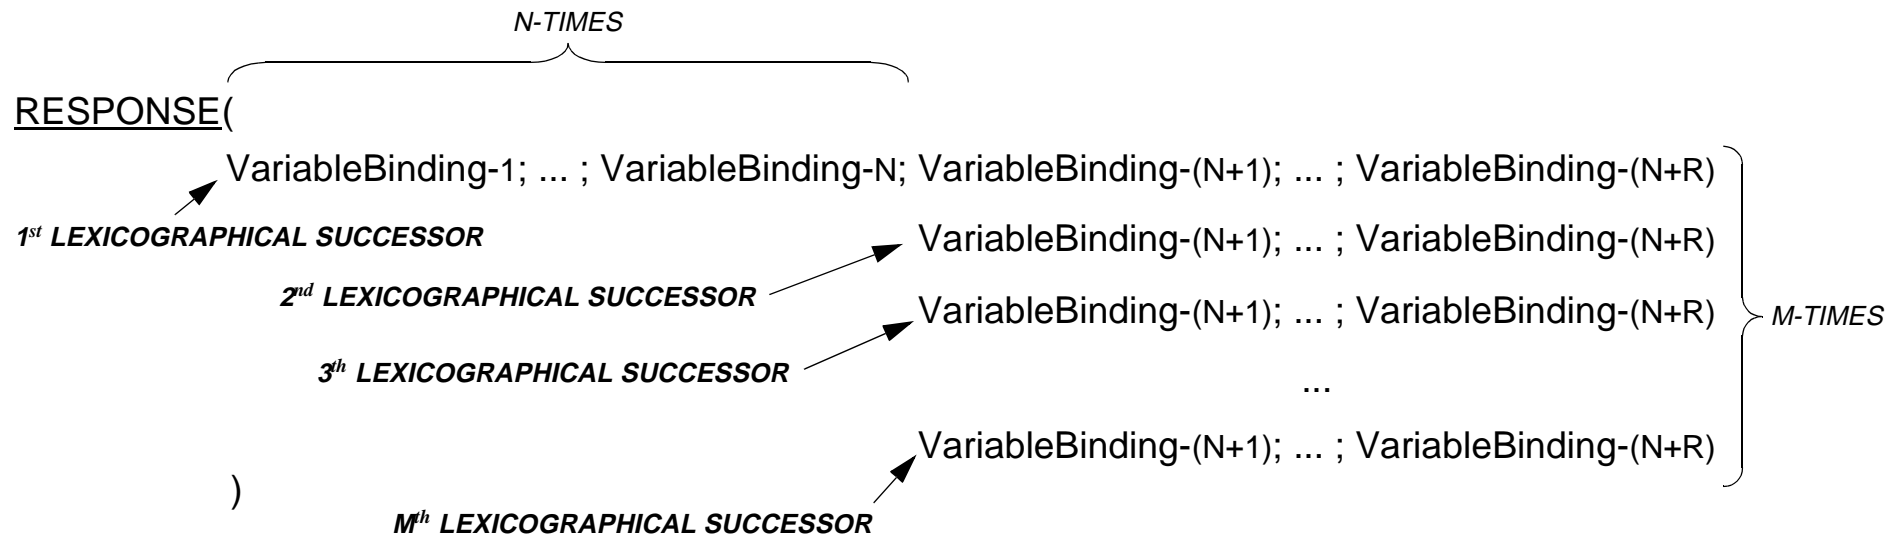 N-TIMES
RESPONSE(
VariableBinding-1; ... ; VariableBinding-N; VariableBinding-(N+1); ... ; VariableBinding-(N+R)
1st LEXICOGRAPHICAL SUCCESSOR
VariableBinding-(N+1); ... ; VariableBinding-(N+R)
2nd LEXICOGRAPHICAL SUCCESSOR
VariableBinding-(N+1); ... ; VariableBinding-(N+R)
M-TIMES
3th LEXICOGRAPHICAL SUCCESSOR
...
VariableBinding-(N+1); ... ; VariableBinding-(N+R)
)
Mth LEXICOGRAPHICAL SUCCESSOR